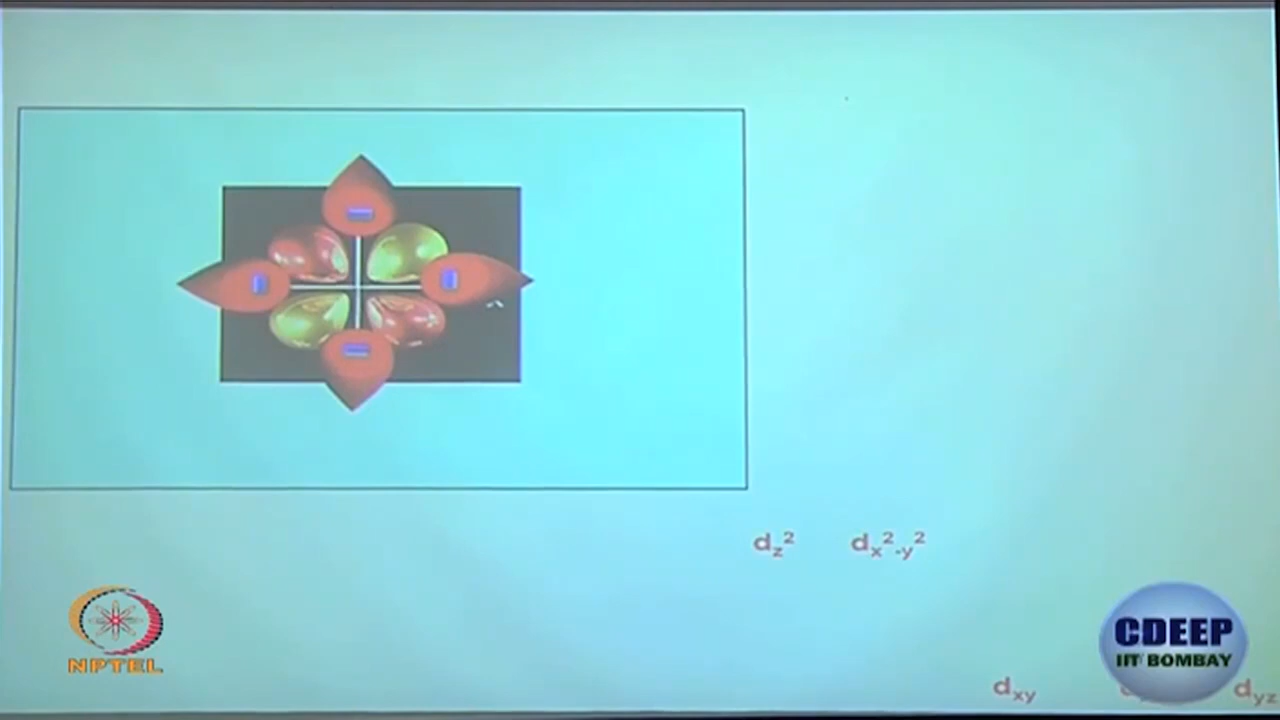 d_z^2 d_x^2-y^2
NPTEL
CDEEP
IIT BOMBAY
d_xy d_yz